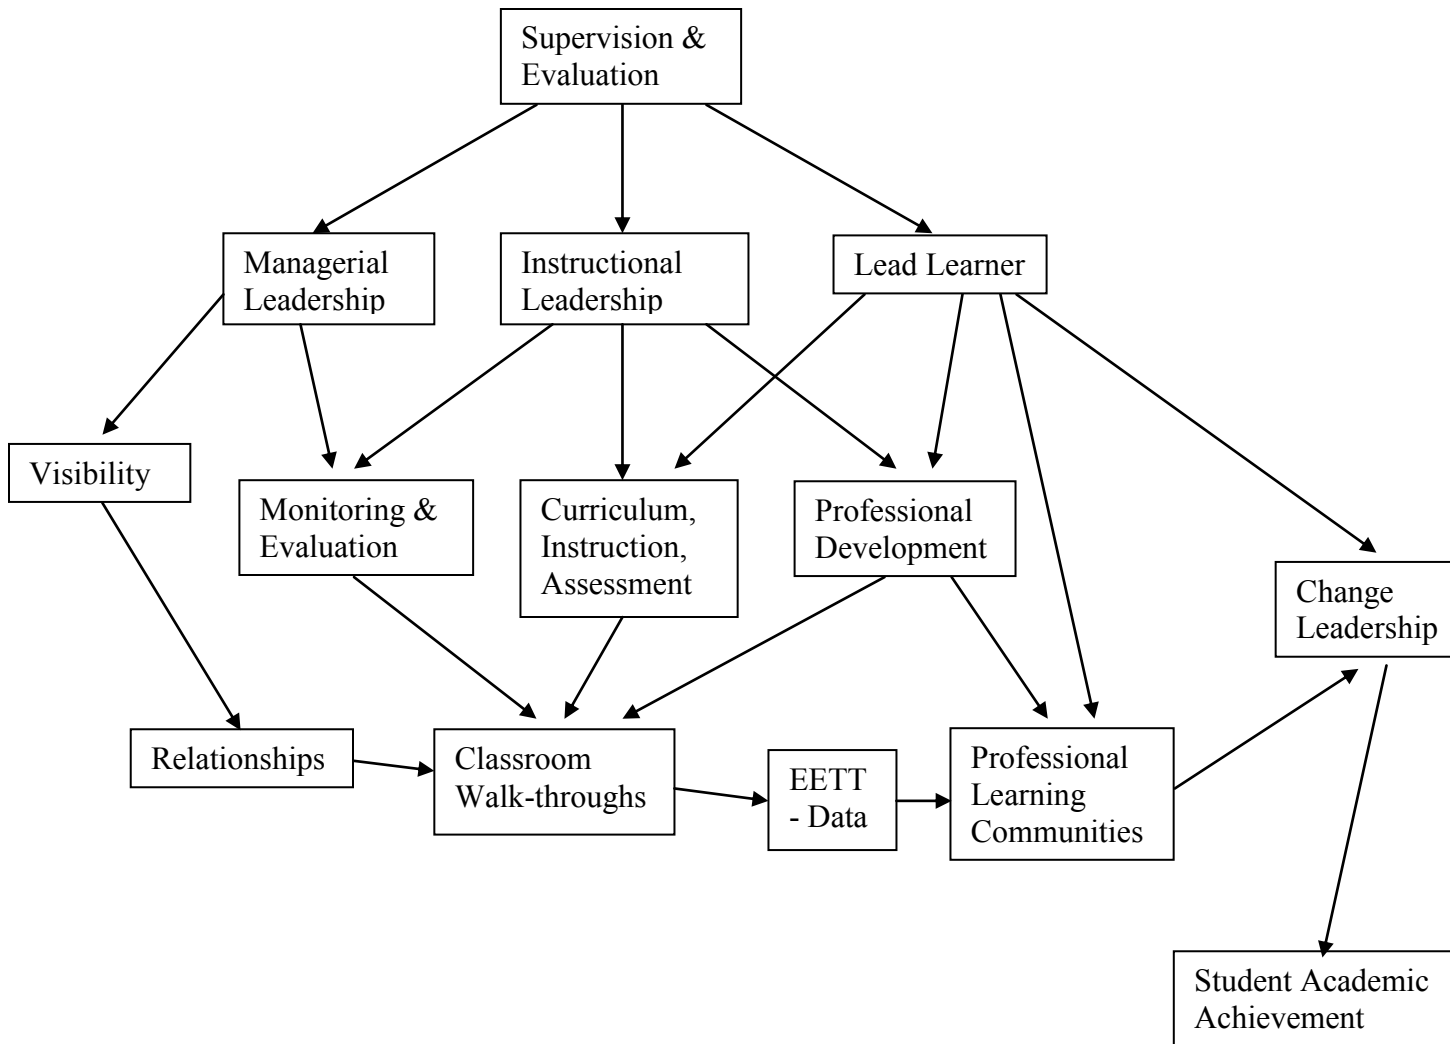 Supervision &
Evaluation
Managerial
Leadership
Instructional
Leadership
Lead Learner
Visibility
Monitoring &
Evaluation
Curriculum,
Instruction,
Assessment
Professional
Development
Change
Leadership
Relationships
Classroom
Walk-throughs
EETT
- Data
Professional
Learning
Communities
Student Academic
Achievement